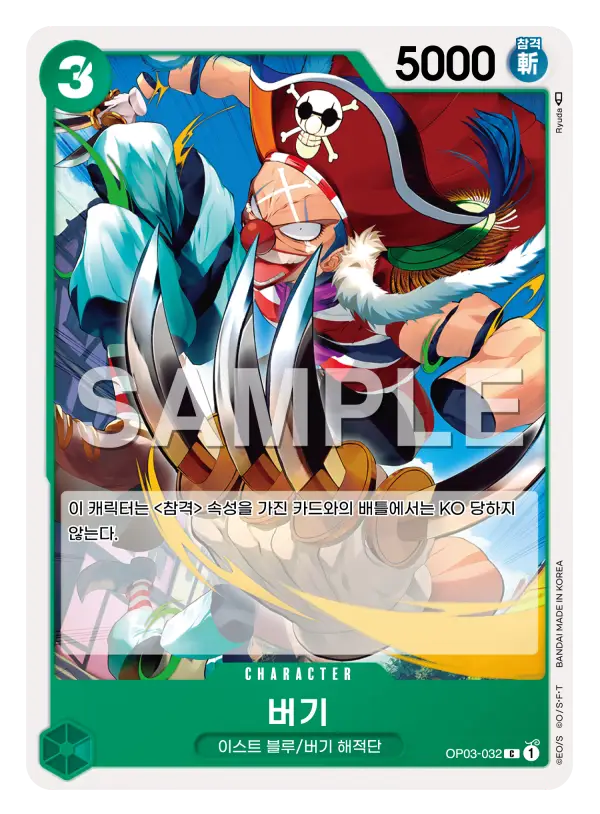 3
5000
참격
斬
Ryuda
SAMPLE
이 캐릭터는 <참격> 속성을 가진 카드와의 배틀에서는 KO 당하지
않는다.
CHARACTER
버기
이스트 블루/버기 해적단
OP03-032 C 1
©EO/S ©O/S·F·T BANDAI MADE IN KOREA